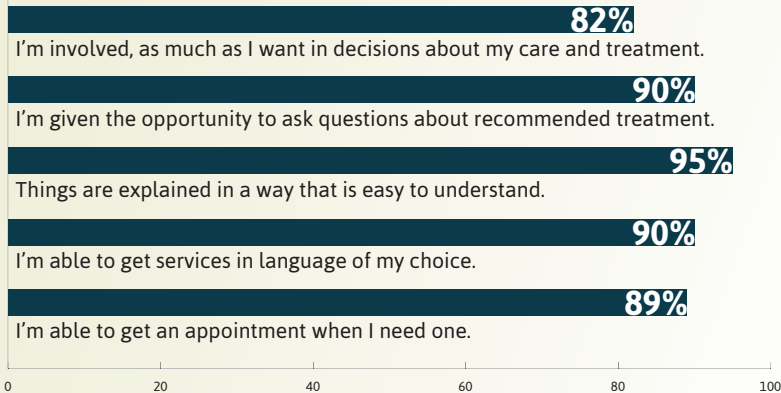 82%
I’m involved, as much as I want in decisions about my care and treatment.
90%
I’m given the opportunity to ask questions about recommended treatment.
95%
Things are explained in a way that is easy to understand.
90%
I’m able to get services in language of my choice.
89%
I’m able to get an appointment when I need one.
0 20 40 60 80 100